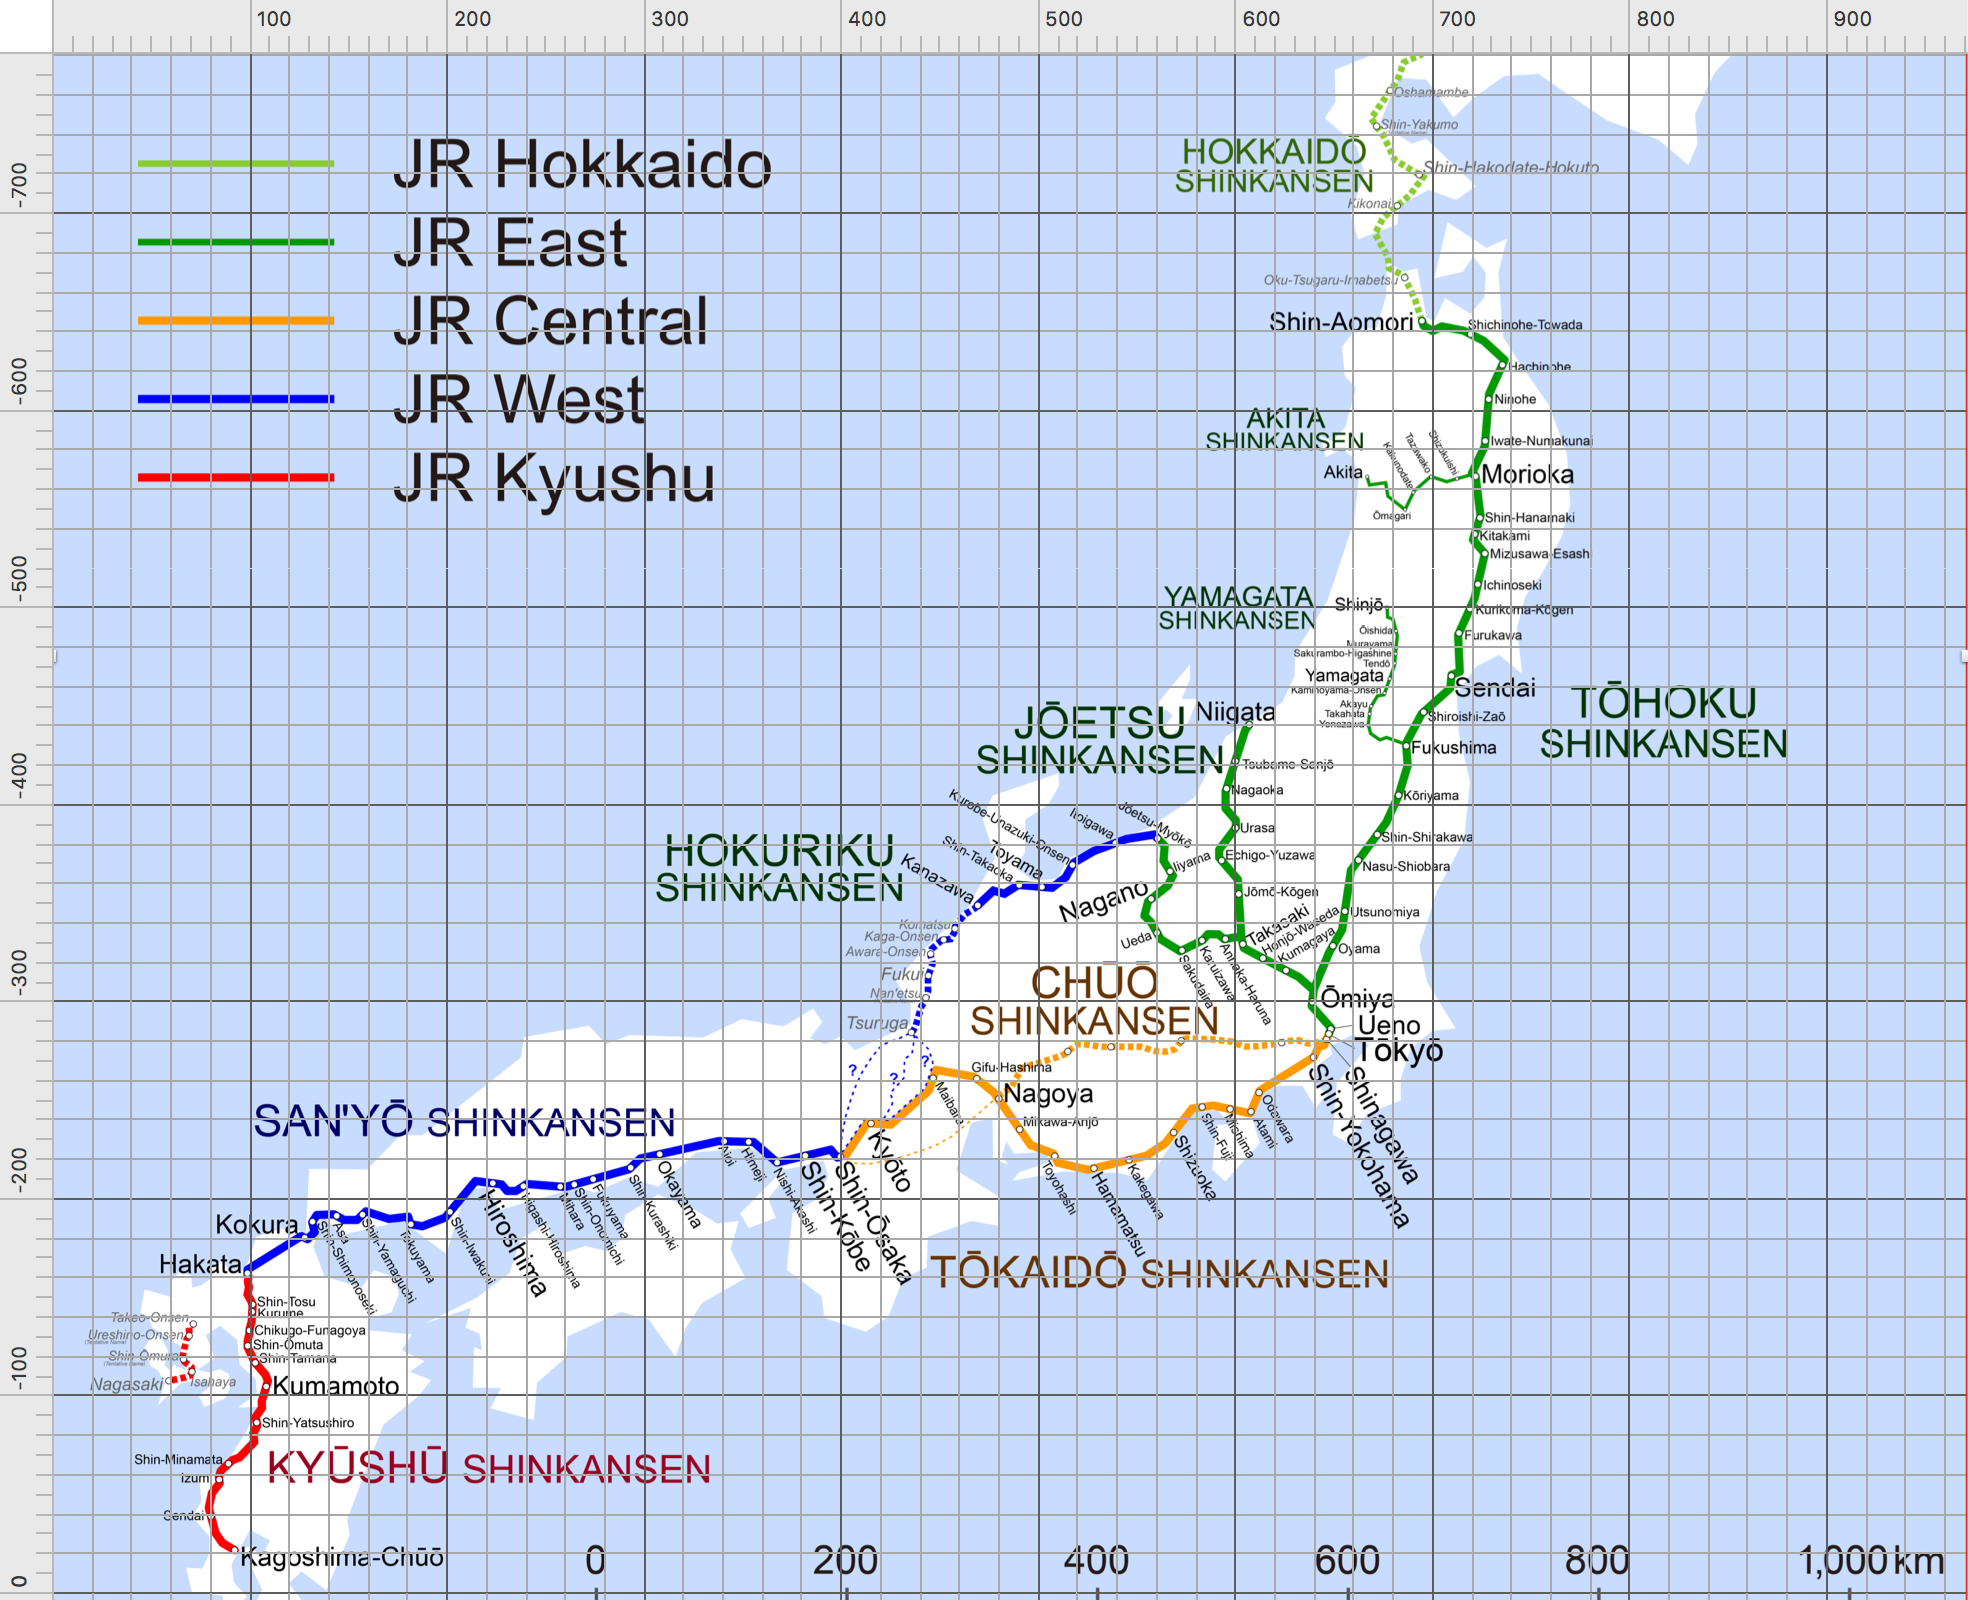 100 200 300 400 500 600 700 800 900
-700
-600
-500
-400
-300
-200
-100
0
JR Hokkaido
JR East
JR Central
JR West
JR Kyushu
Oshamambe
Shin-Yakumo
HOKKAIDŌ
SHINKANSEN
Shin-Hakodate-Hokuto
Kikonai
Oku-Tsugaru-Imabetsu
Shin-Aomori
Shichinohe-Towada
Hachinohe
Ninohe
AKITA
SHINKANSEN
Iwate-Numakunai
Akita
Kakunodate
Tazawako
Shizukuishi
Morioka
Ōmagari
Shin-Hanamaki
Kitakami
Mizusawa-Esash
Ichinoseki
YAMAGATA
SHINKANSEN
Shinjō
Kurikoma-Kōgen
Ōishida
Furukawa
Murayama
Sakurambo-Higashine
Tendō
Yamagata
Kaminoyama-Onsen
Sendai
TŌHOKU
SHINKANSEN
Akayu
Takahata
Yonezawa
Shiroishi-Zaō
Fukushima
JŌETSU
SHINKANSEN
Niigata
Tsubame-Sanjō
Nagaoka
Kōriyama
Urasa
Shin-Shirakawa
Echigo-Yuzawa
Nasu-Shiobara
Jōmō-Kōgen
HOKURIKU
SHINKANSEN
Kurobe-Unazuki-Onsen
Itoigawa
Jōetsu-Myōkō
Toyama
Shin-Takaoka
Kanazawa
Iiyama
Nagano
Takasaki
Honjō-Waseda
Kumagaya
Utsunomiya
Oyama
Ueda
Sakudaira
Karuizawa
Annaka-Haruna
Komatsu
Kaga-Onsen
Awara-Onsen
Fukui
Nan'etsu
Tsuruga
CHŪŌ
SHINKANSEN
Ōmiya
Ueno
Tōkyō
Shinagawa
Shin-Yokohama
?
?
?
Gifu-Hashima
Nagoya
Maibara
Mikawa-Anjō
Odawara
Atami
Mishima
Shin-Fuji
Shizuoka
Kakegawa
Hamamatsu
Toyohashi
TŌKAIDŌ SHINKANSEN
SAN'YŌ SHINKANSEN
Kyōto
Shin-Ōsaka
Shin-Kōbe
Nishi-Akashi
Himeji
Aioi
Okayama
Shin-Kurashiki
Fukuyama
Shin-Onomichi
Mihara
Higashi-Hiroshima
Hiroshima
Shin-Iwakuni
Tokuyama
Shin-Yamaguchi
Asa
Shin-Shimonoseki
Kokura
Hakata
Shin-Tosu
Kurume
Takeo-Onsen
Ureshino-Onsen
(Tentative Name)
Chikugo-Funagoya
Shin-Ōmuta
Shin-Tamana
Shin-Ōmura
(Tentative Name)
Nagasaki
Isahaya
Kumamoto
Shin-Yatsushiro
Shin-Minamata
Izumi
KYŪSHŪ SHINKANSEN
Sendai
Kagoshima-Chūō
0 200 400 600 800 1,000 km